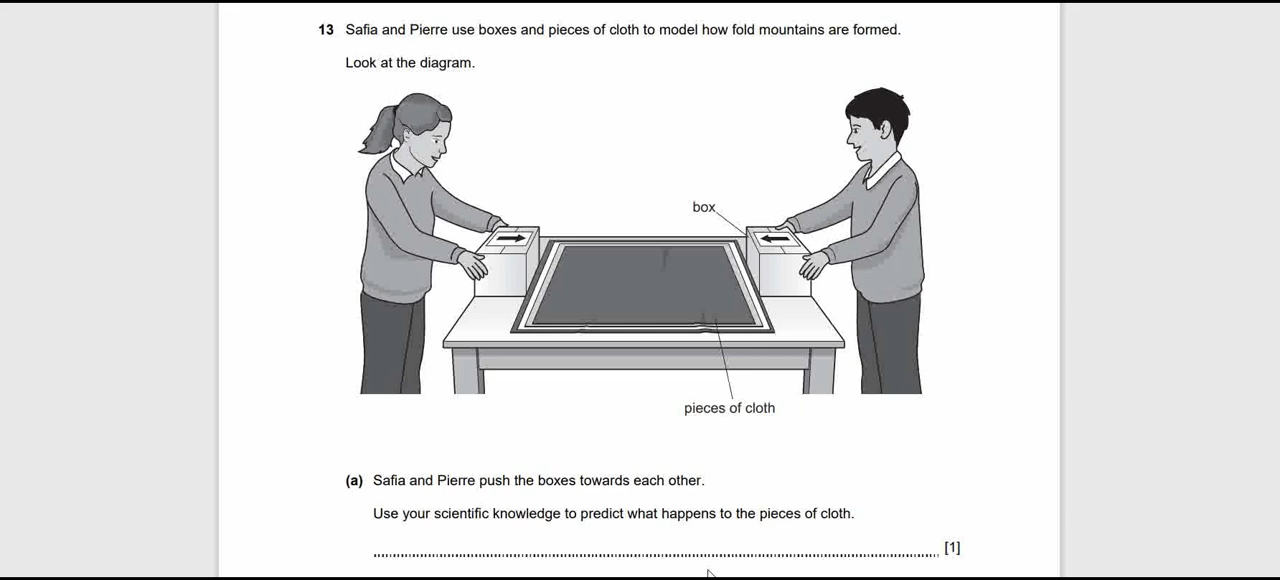 13 Safia and Pierre use boxes and pieces of cloth to model how fold mountains are formed.
Look at the diagram.
box
pieces of cloth
(a) Safia and Pierre push the boxes towards each other.
Use your scientific knowledge to predict what happens to the pieces of cloth.
[1]